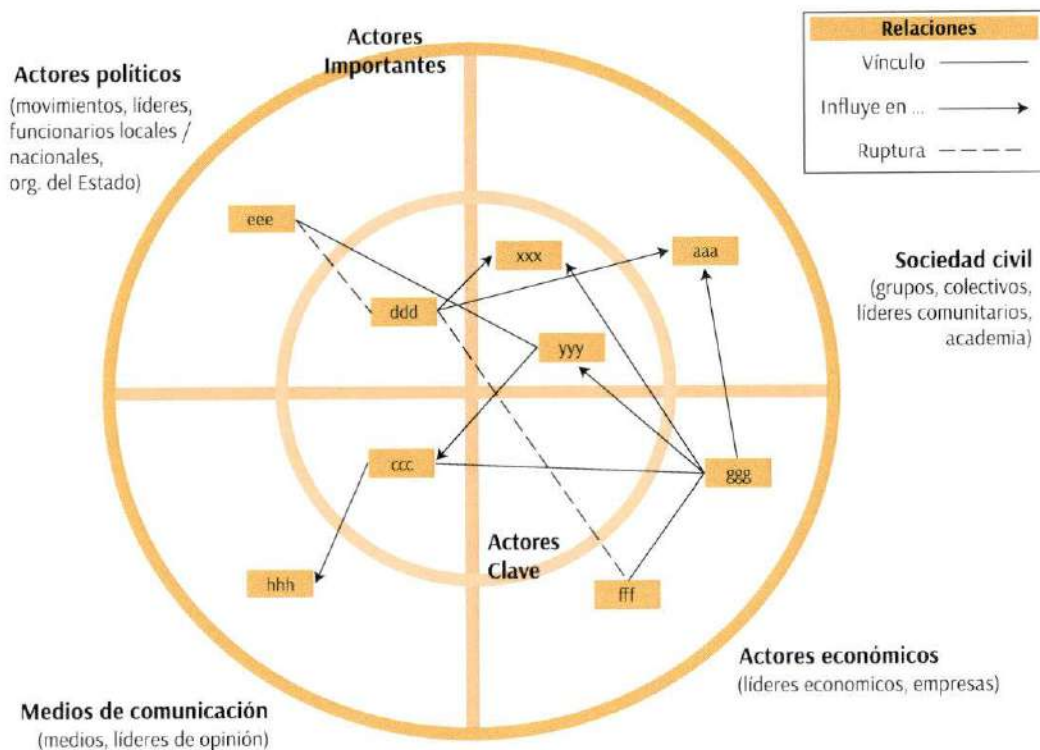 Relaciones
Vínculo
Influye en ...
Ruptura
Actores
Importantes
Actores políticos
(movimientos, líderes,
funcionarios locales /
nacionales,
org. del Estado)
eee
xxx
aaa
Sociedad civil
(grupos, colectivos,
líderes comunitarios,
academia)
ddd
yyy
ccc
ggg
Actores
Clave
hhh
fff
Actores económicos
(líderes economicos, empresas)
Medios de comunicación
(medios, líderes de opinión)